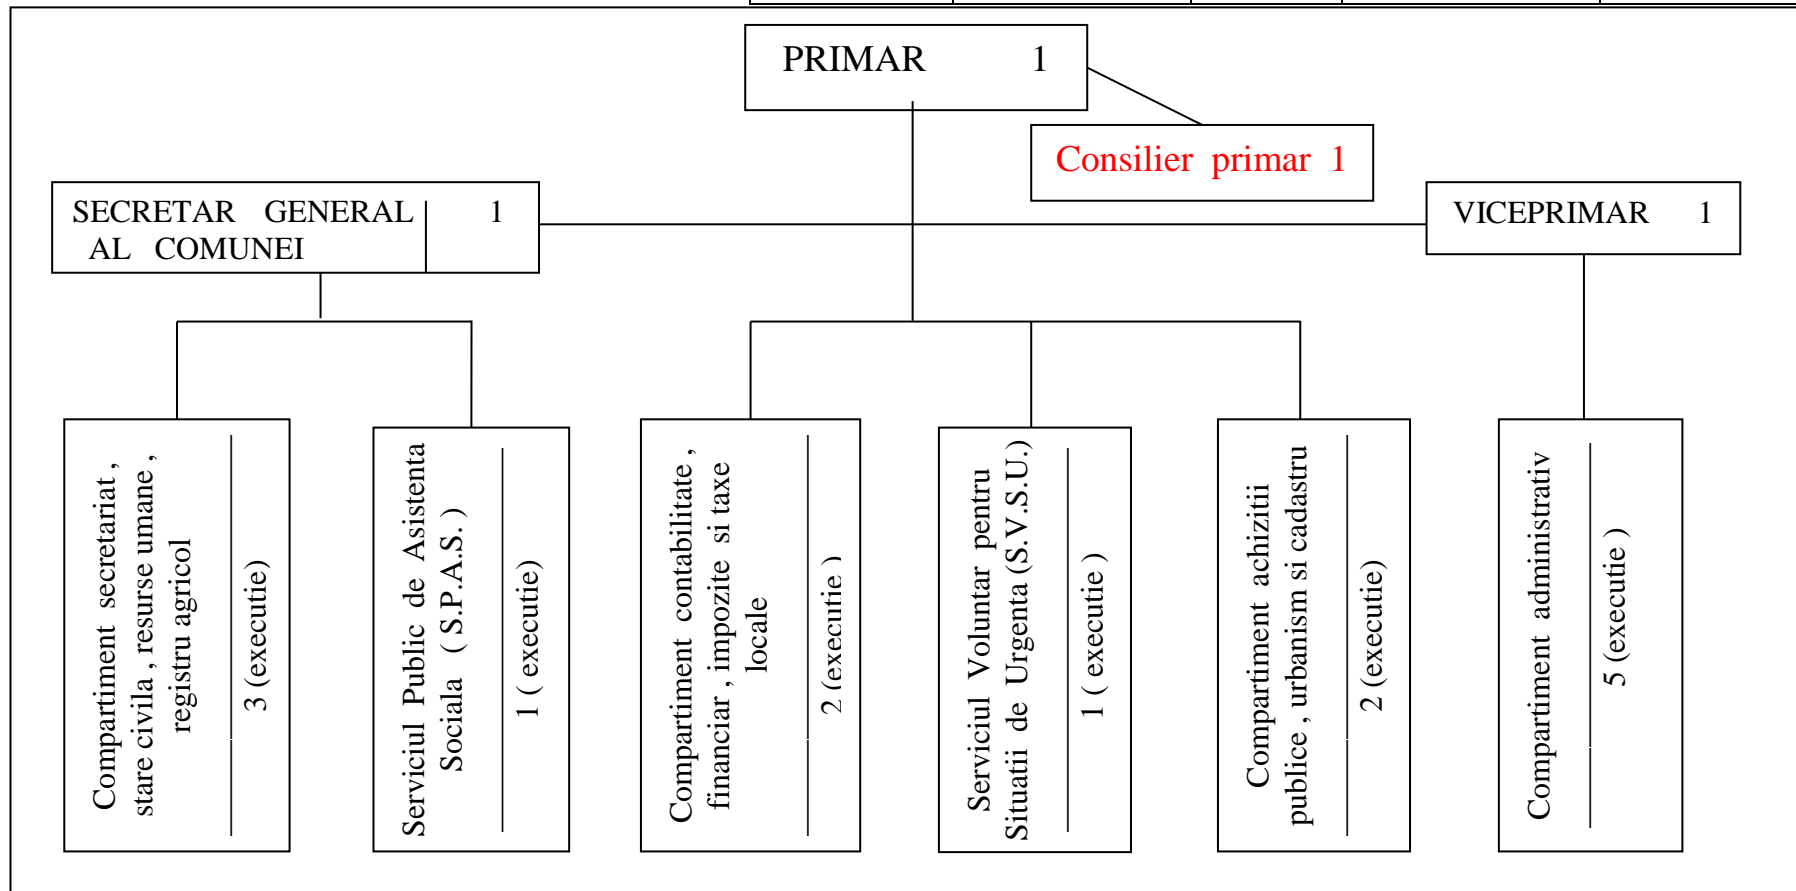 PRIMAR 1
Consilier primar 1
SECRETAR GENERAL 1
AL COMUNEI
VICEPRIMAR 1
Compartiment secretariat ,
stare civila , resurse umane ,
registru agricol
3 (executie)
Serviciul Public de Asistenta
Sociala ( S.P.A.S. )
1 ( executie)
Compartiment contabilitate ,
financiar , impozite si taxe
locale
2 (executie )
Serviciul Voluntar pentru
Situatii de Urgenta (S.V.S.U.)
1 ( executie )
Compartiment achizitii
publice , urbanism si cadastru
2 (executie)
Compartiment administrativ
5 (executie )